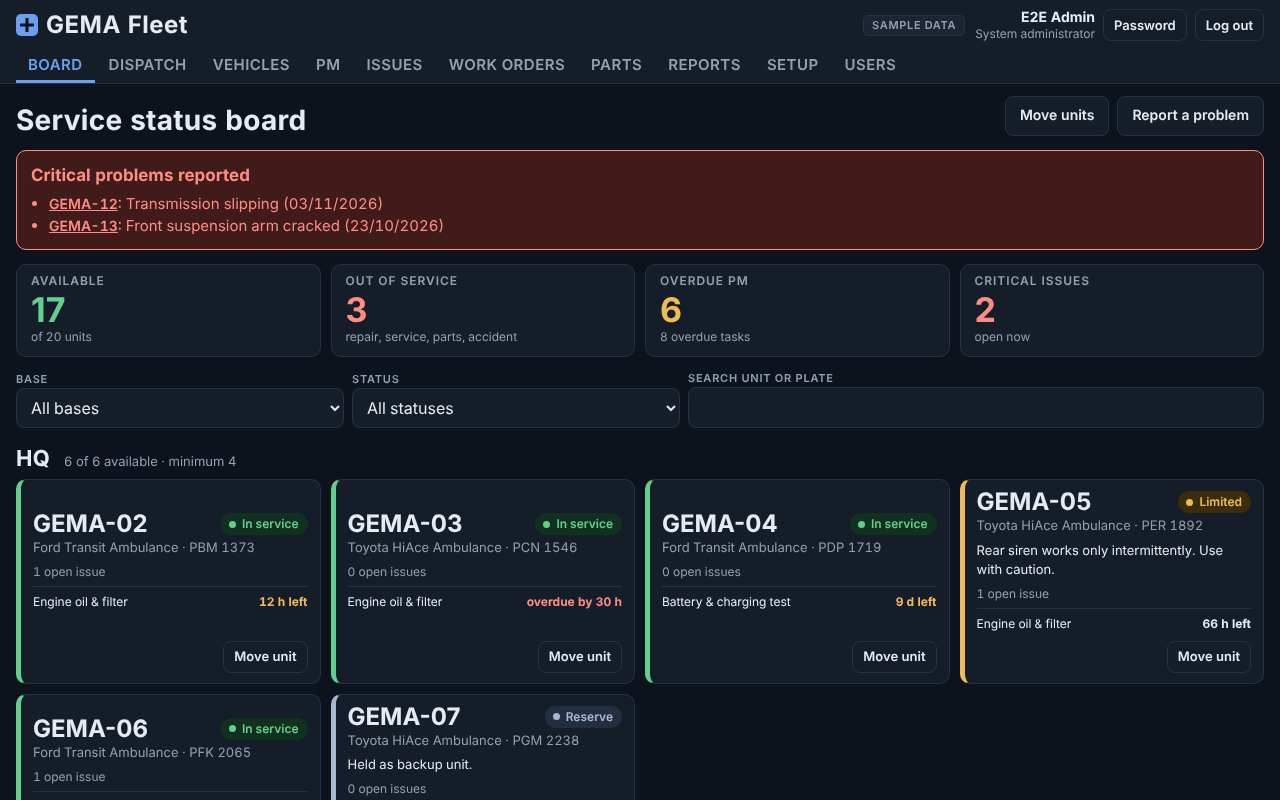 GEMA Fleet
SAMPLE DATA
E2E Admin
System administrator
Password
Log out
BOARD
DISPATCH
VEHICLES
PM
ISSUES
WORK ORDERS
PARTS
REPORTS
SETUP
USERS
Service status board
Move units
Report a problem
Critical problems reported
• GEMA-12: Transmission slipping (03/11/2026)
• GEMA-13: Front suspension arm cracked (23/10/2026)
AVAILABLE
17
of 20 units
OUT OF SERVICE
3
repair, service, parts, accident
OVERDUE PM
6
8 overdue tasks
CRITICAL ISSUES
2
open now
BASE
All bases
STATUS
All statuses
SEARCH UNIT OR PLATE
HQ 6 of 6 available · minimum 4
GEMA-02
In service
Ford Transit Ambulance · PBM 1373
1 open issue
Engine oil & filter 12 h left
Move unit
GEMA-03
In service
Toyota HiAce Ambulance · PCN 1546
0 open issues
Engine oil & filter overdue by 30 h
Move unit
GEMA-04
In service
Ford Transit Ambulance · PDP 1719
0 open issues
Battery & charging test 9 d left
Move unit
GEMA-05
Limited
Toyota HiAce Ambulance · PER 1892
Rear siren works only intermittently. Use
with caution.
1 open issue
Engine oil & filter 66 h left
Move unit
GEMA-06
In service
Ford Transit Ambulance · PFK 2065
1 open issue
GEMA-07
Reserve
Toyota HiAce Ambulance · PGM 2238
Held as backup unit.
0 open issues